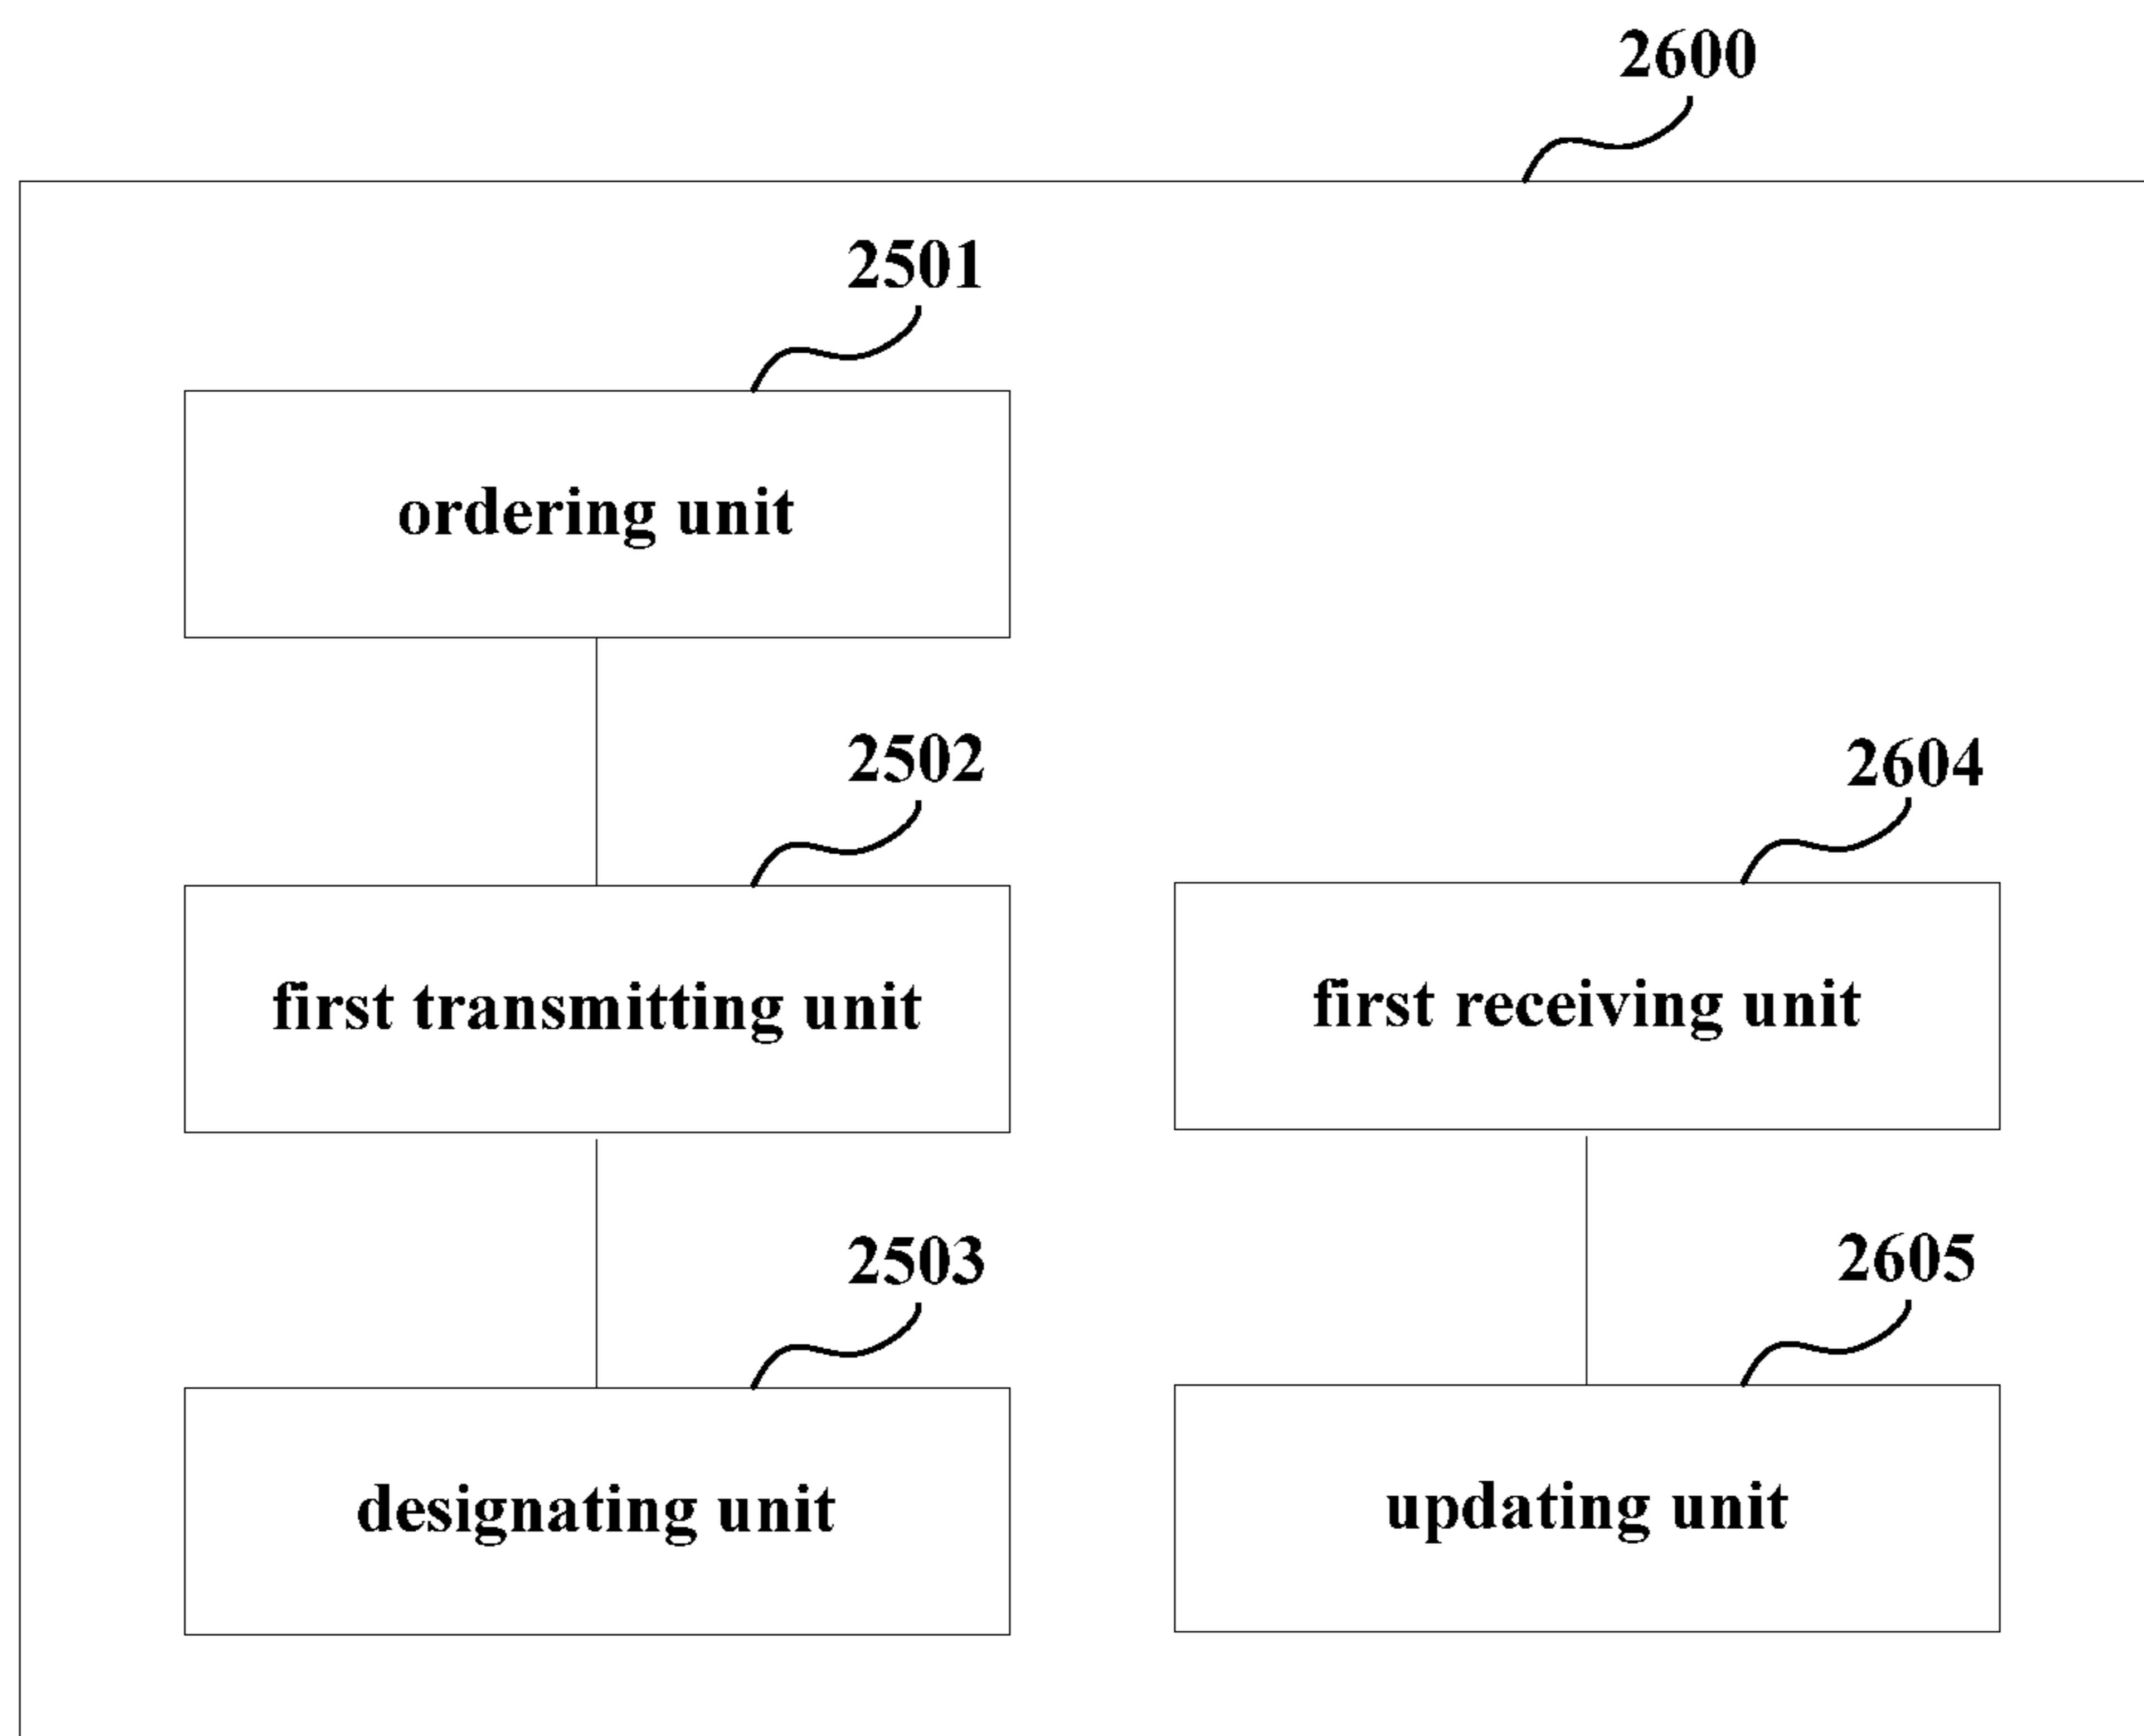 2600
2501
ordering unit
2502
2604
first transmitting unit
first receiving unit
2503
2605
designating unit
updating unit